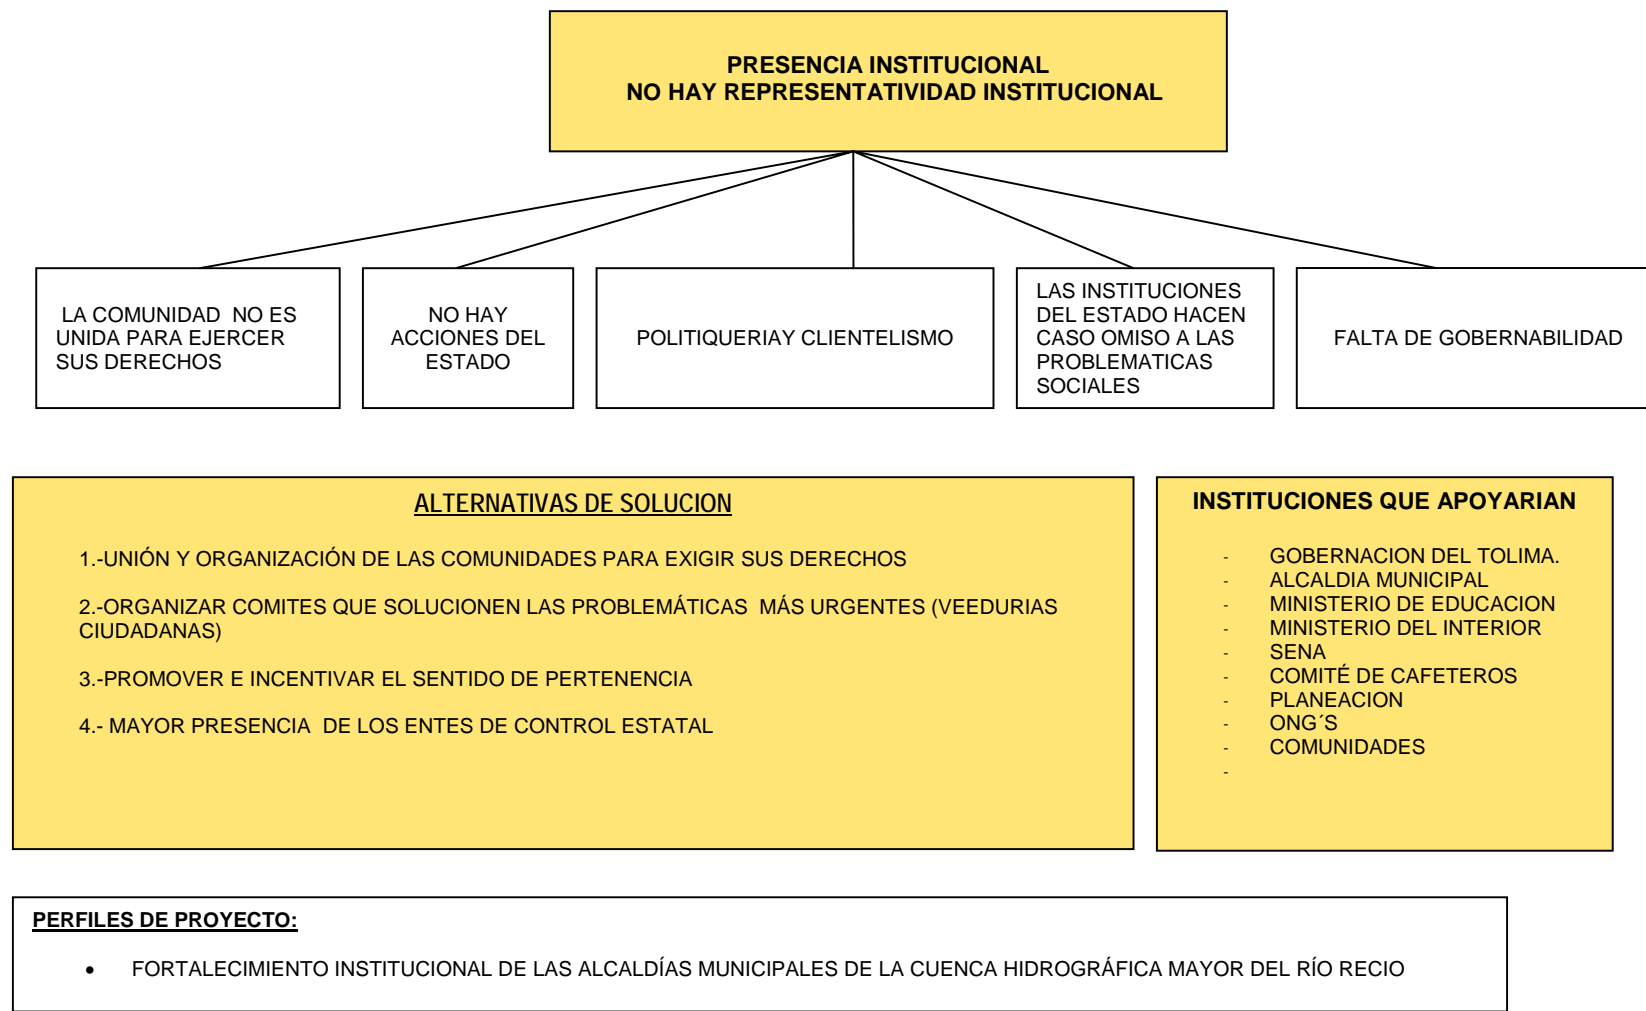 PRESENCIA INSTITUCIONAL
NO HAY REPRESENTATIVIDAD INSTITUCIONAL
LA COMUNIDAD  NO ES
UNIDA PARA EJERCER
SUS DERECHOS
NO HAY
ACCIONES DEL
ESTADO
POLITIQUERIAY CLIENTELISMO
LAS INSTITUCIONES
DEL ESTADO HACEN
CASO OMISO A LAS
PROBLEMATICAS
SOCIALES
FALTA DE GOBERNABILIDAD
ALTERNATIVAS DE SOLUCION
1.-UNIÓN Y ORGANIZACIÓN DE LAS COMUNIDADES PARA EXIGIR SUS DERECHOS
2.-ORGANIZAR COMITES QUE SOLUCIONEN LAS PROBLEMÁTICAS  MÁS URGENTES (VEEDURIAS
CIUDADANAS)
3.-PROMOVER E INCENTIVAR EL SENTIDO DE PERTENENCIA
4.- MAYOR PRESENCIA  DE LOS ENTES DE CONTROL ESTATAL
INSTITUCIONES QUE APOYARIAN
- GOBERNACION DEL TOLIMA.
- ALCALDIA MUNICIPAL
- MINISTERIO DE EDUCACION
- MINISTERIO DEL INTERIOR
- SENA
- COMITÉ DE CAFETEROS
- PLANEACION
- ONG´S
- COMUNIDADES
-
PERFILES DE PROYECTO:
• FORTALECIMIENTO INSTITUCIONAL DE LAS ALCALDÍAS MUNICIPALES DE LA CUENCA HIDROGRÁFICA MAYOR DEL RÍO RECIO